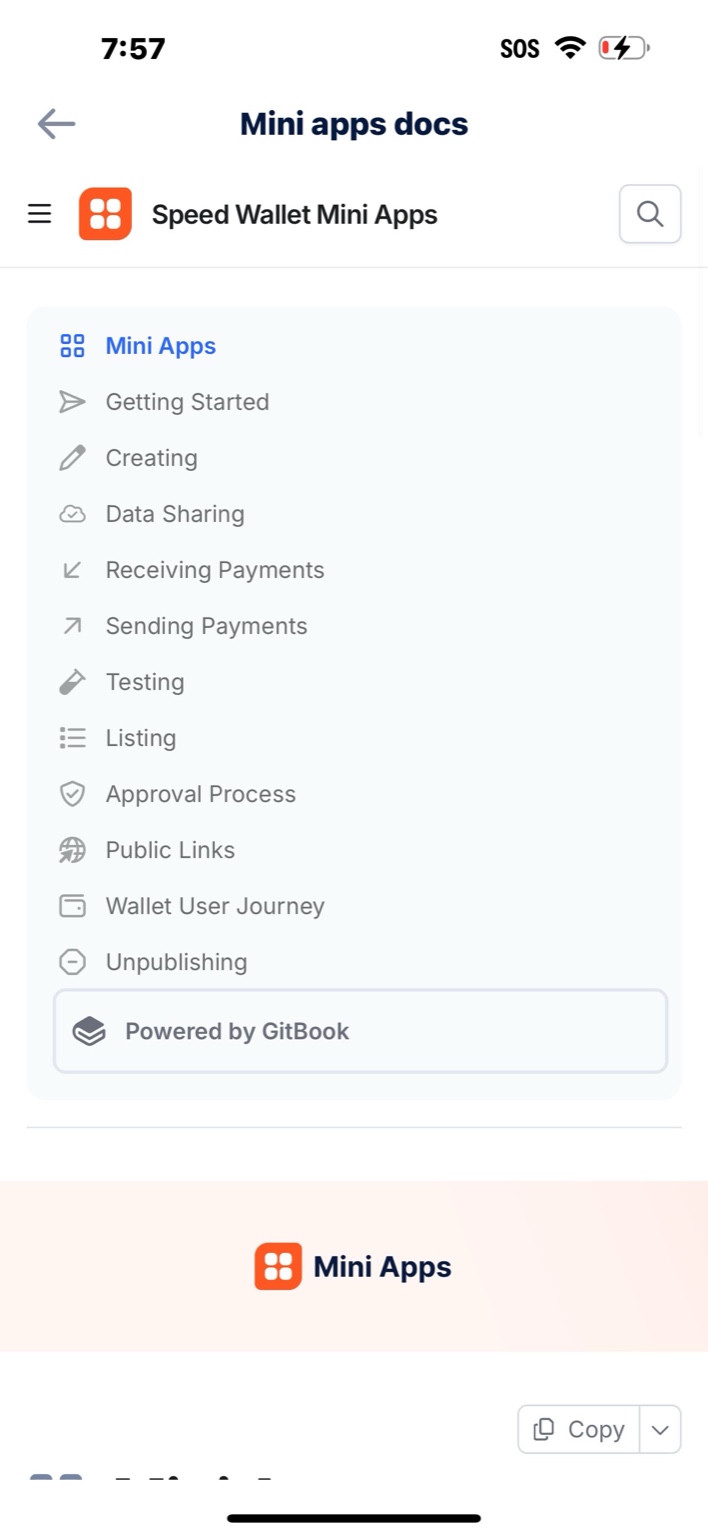 7:57
SOS
Mini apps docs
Speed Wallet Mini Apps
Mini Apps
Getting Started
Creating
Data Sharing
Receiving Payments
Sending Payments
Testing
Listing
Approval Process
Public Links
Wallet User Journey
Unpublishing
Powered by GitBook
Mini Apps
Copy